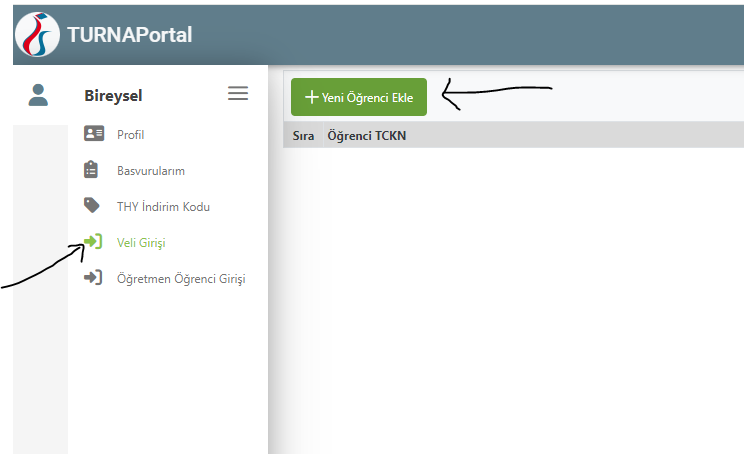 TURNAPortal
Bireysel
Profil
Basvurularım
THY İndirim Kodu
Veli Girişi
Öğretmen Öğrenci Girişi
Yeni Öğrenci Ekle
Sıra Öğrenci TCKN